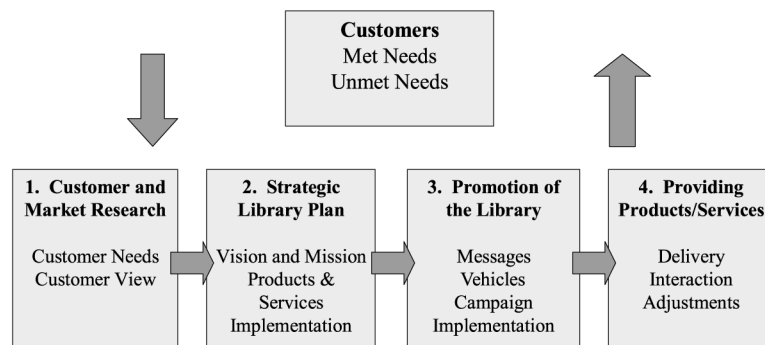 Customers
Met Needs
Unmet Needs
1. Customer and
Market Research
Customer Needs
Customer View
2. Strategic
Library Plan
Vision and Mission
Products &
Services
Implementation
3. Promotion of
the Library
Messages
Vehicles
Campaign
Implementation
4. Providing
Products/Services
Delivery
Interaction
Adjustments